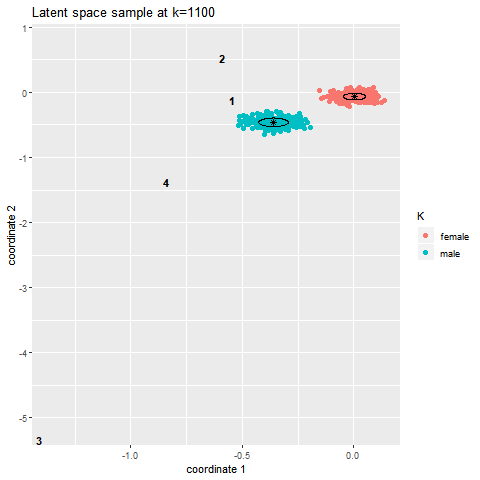 Latent space sample at k=1100
1
0
-1
-2
-3
-4
-5
coordinate 2
2
1
4
3
-1.0
-0.5
0.0
coordinate 1
K
female
male